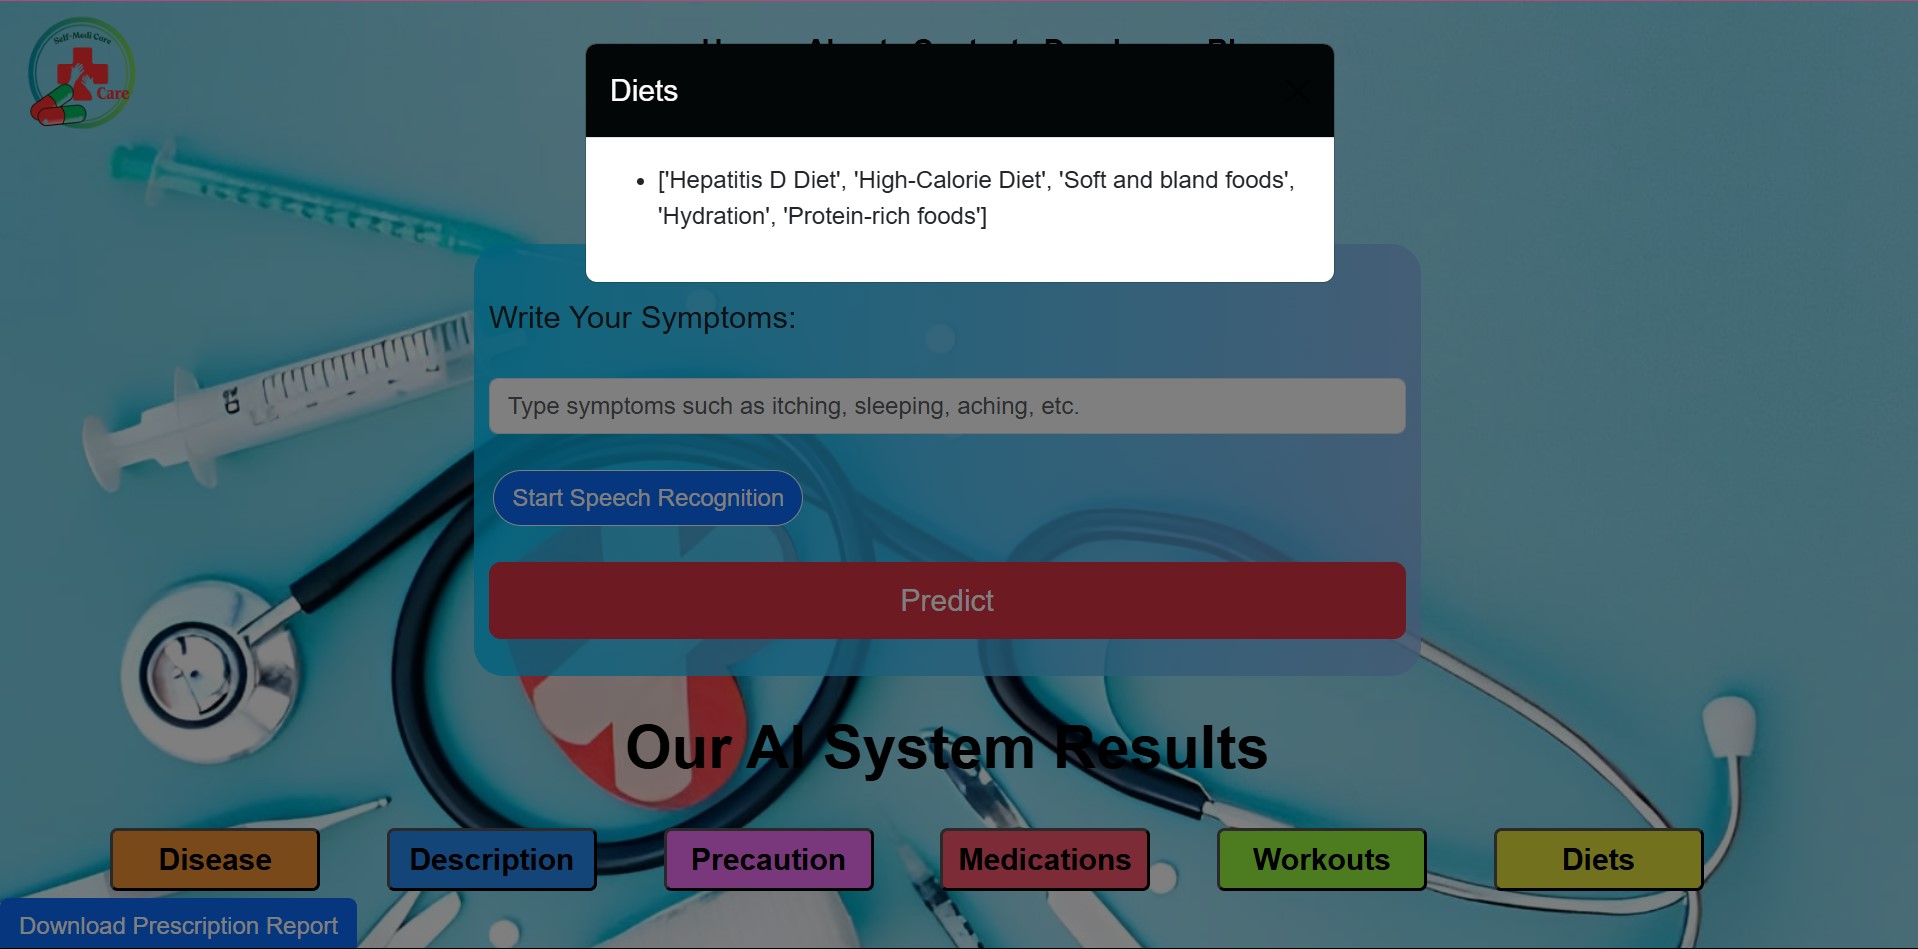 Self-Medi Care
Care
Diets
['Hepatitis D Diet', 'High-Calorie Diet', 'Soft and bland foods',
'Hydration', 'Protein-rich foods']
Write Your Symptoms:
Type symptoms such as itching, sleeping, aching, etc.
Start Speech Recognition
Predict
Our AI System Results
Disease
Description
Precaution
Medications
Workouts
Diets
Download Prescription Report